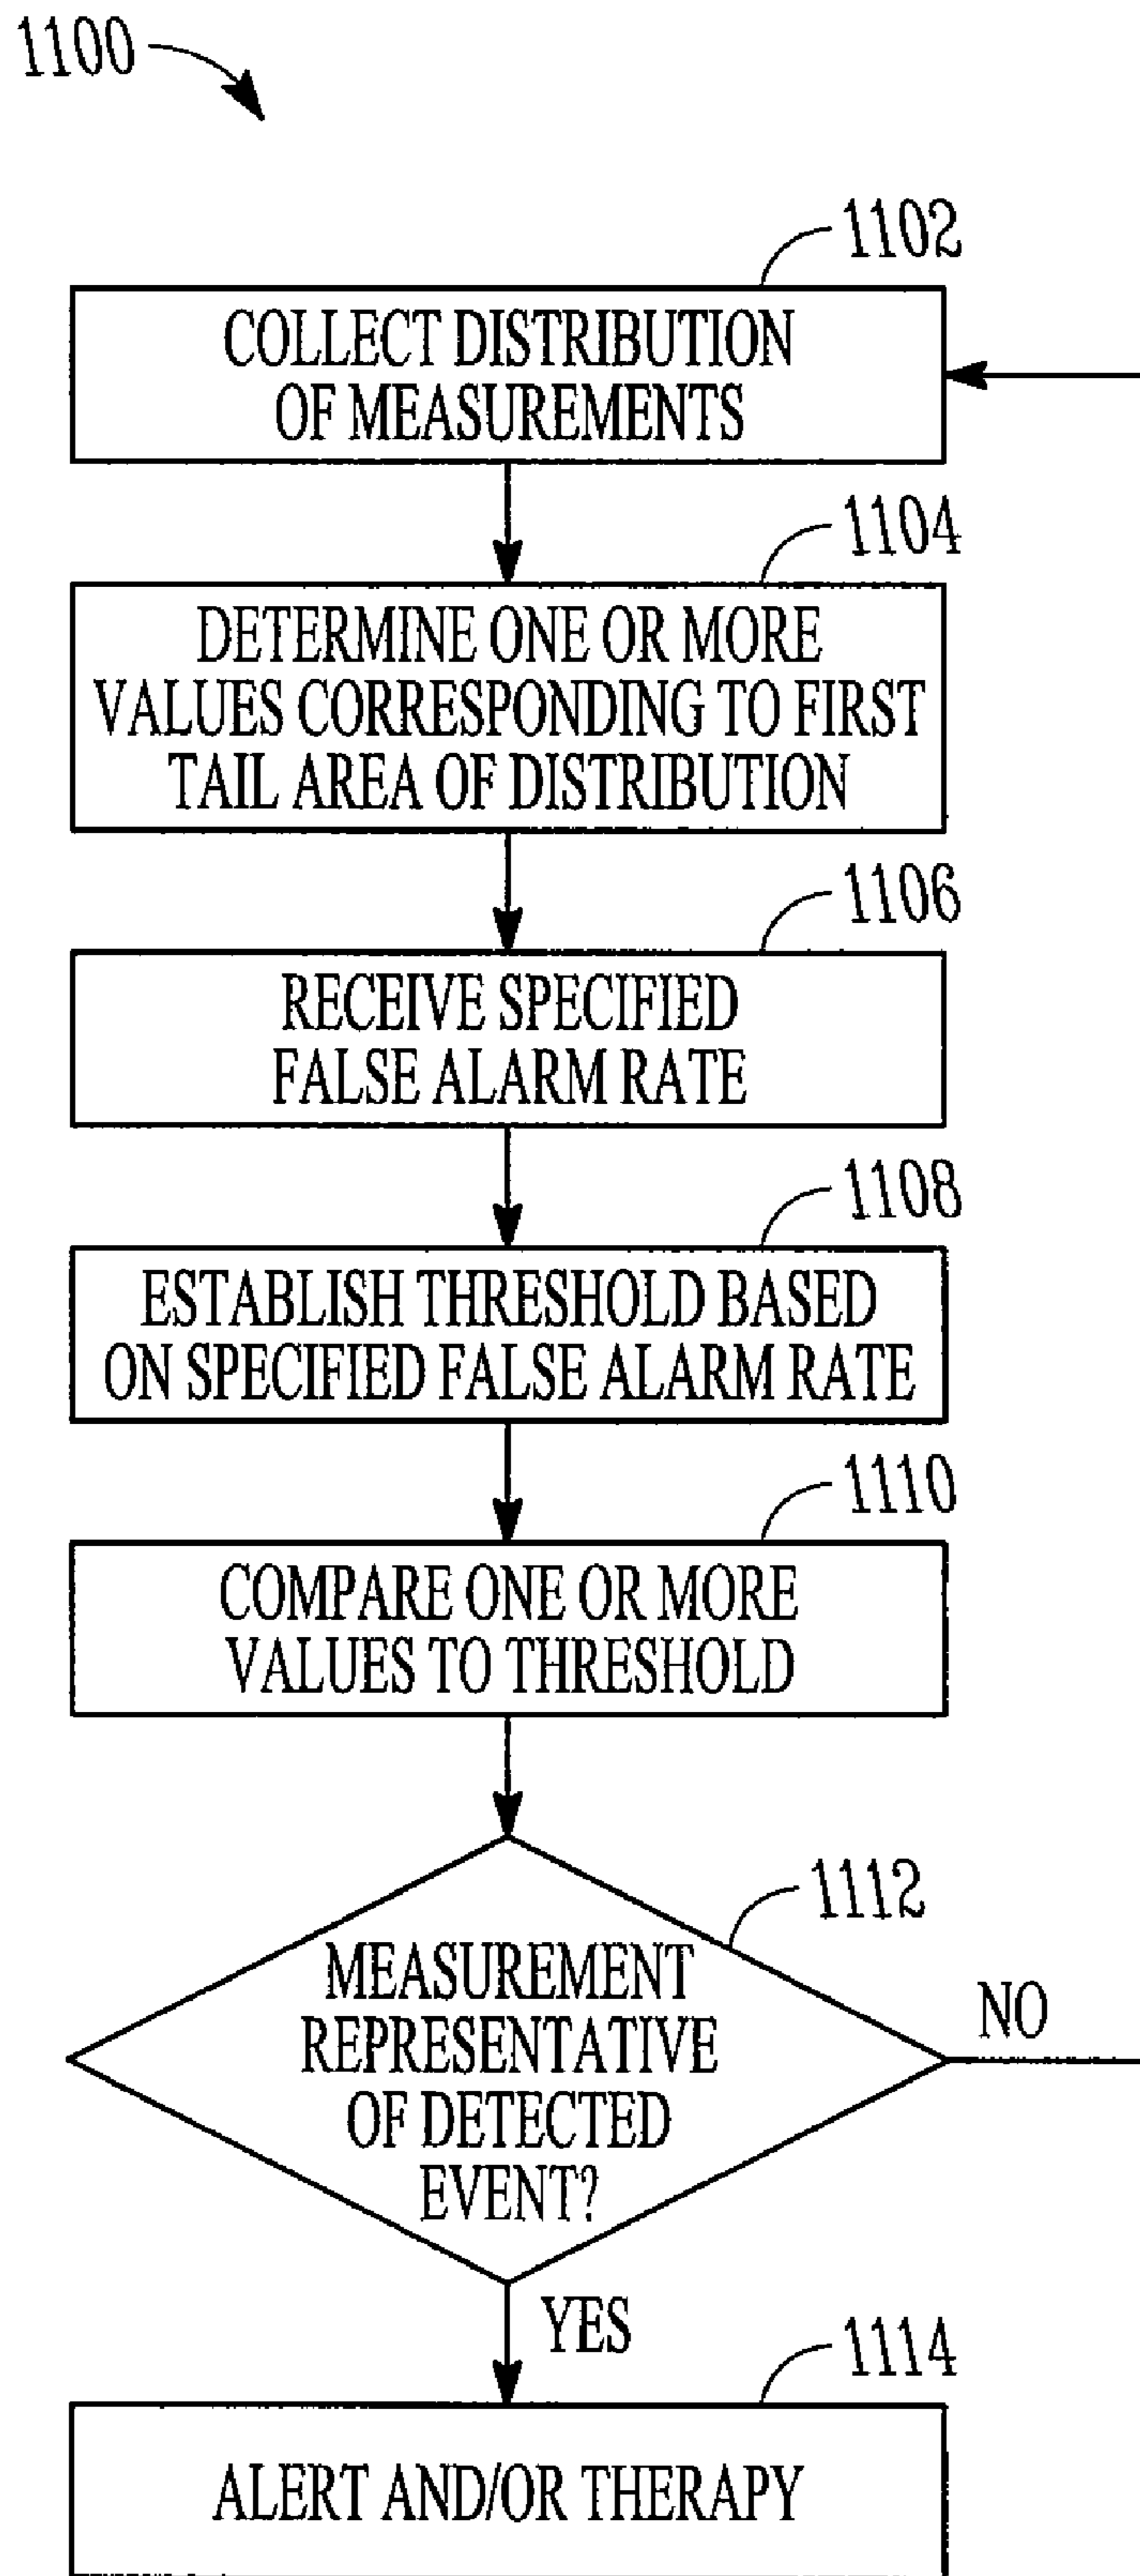 1100
1102
COLLECT DISTRIBUTION
OF MEASUREMENTS
1104
DETERMINE ONE OR MORE
VALUES CORRESPONDING TO FIRST
TAIL AREA OF DISTRIBUTION
1106
RECEIVE SPECIFIED
FALSE ALARM RATE
1108
ESTABLISH THRESHOLD BASED
ON SPECIFIED FALSE ALARM RATE
1110
COMPARE ONE OR MORE
VALUES TO THRESHOLD
1112
MEASUREMENT
REPRESENTATIVE
OF DETECTED
EVENT?
NO
YES
1114
ALERT AND/OR THERAPY